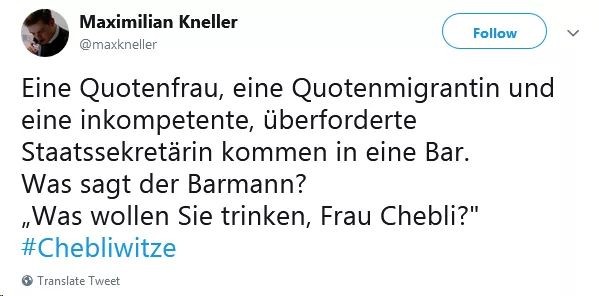 Maximilian Kneller
@maxkneller
Follow
Eine Quotenfrau, eine Quotenmigrantin und
eine inkompetente, überforderte
Staatssekretärin kommen in eine Bar.
Was sagt der Barmann?
„Was wollen Sie trinken, Frau Chebli?"
#Chebliwitze
Translate Tweet